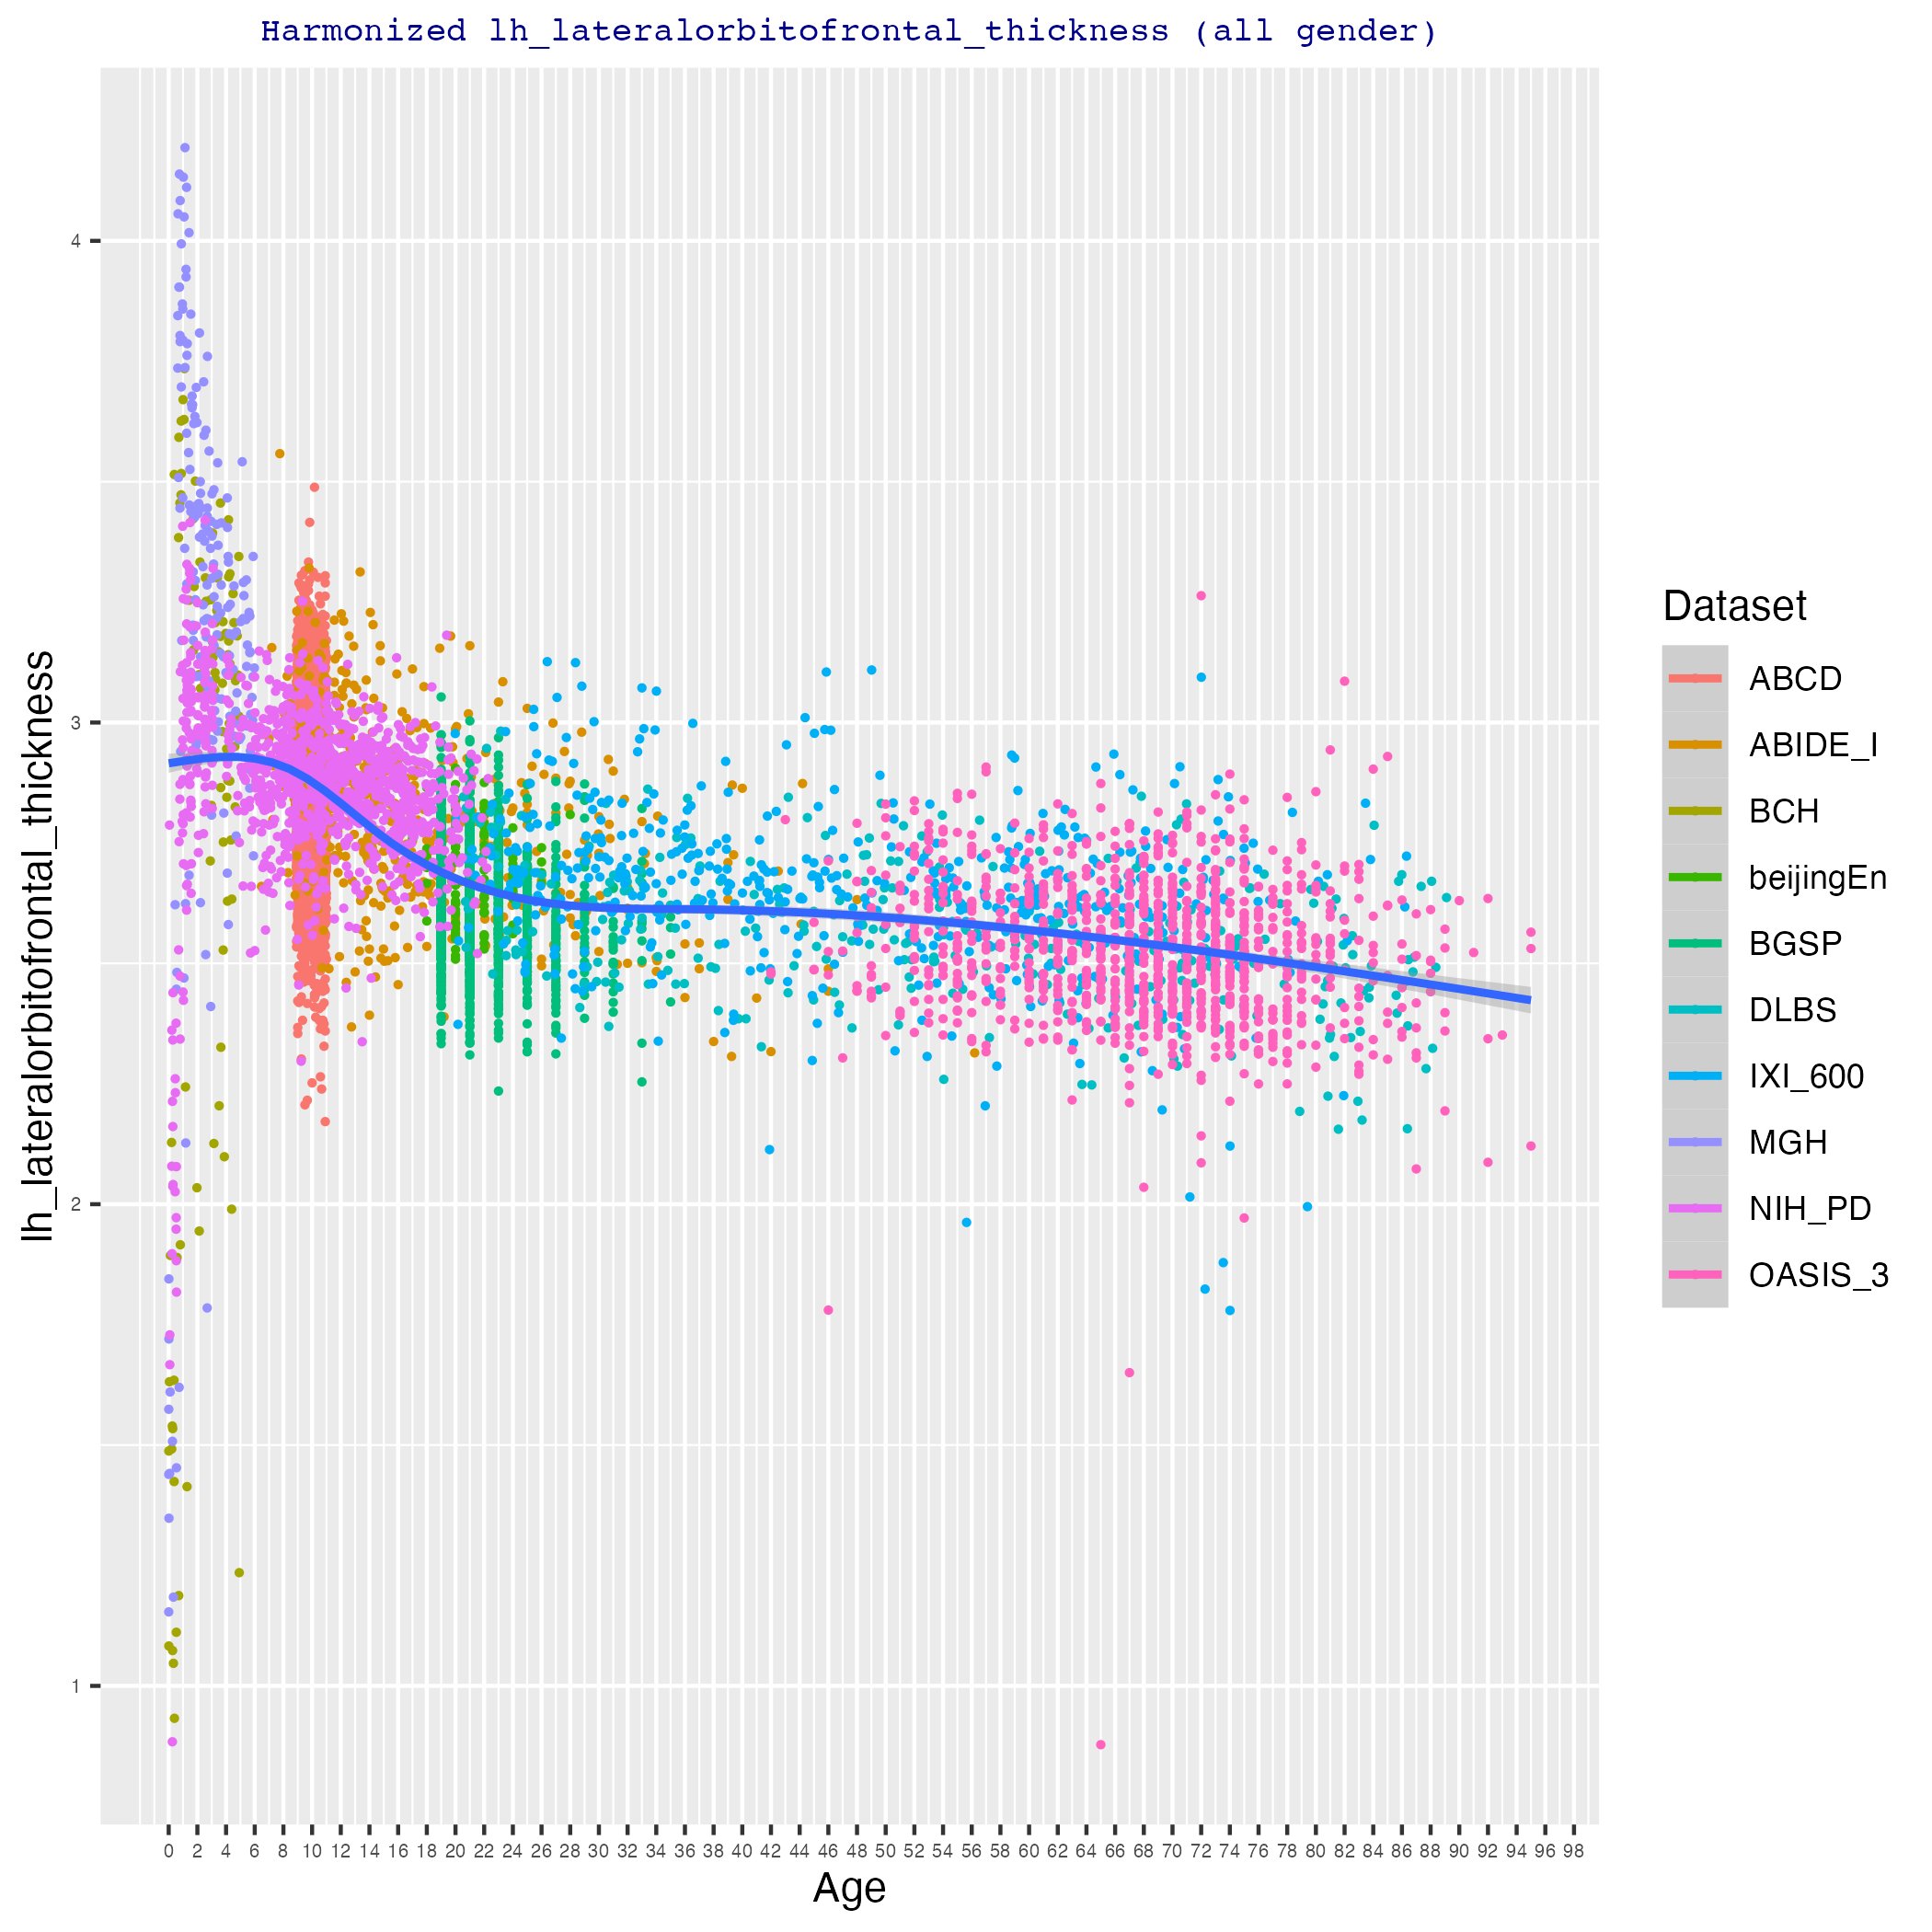 Harmonized lh_lateralorbitofrontal_thickness (all gender)
lh_lateralorbitofrontal_thickness
4
3
2
1
0 2 4 6 8 10 12 14 16 18 20 22 24 26 28 30 32 34 36 38 40 42 44 46 48 50 52 54 56 58 60 62 64 66 68 70 72 74 76 78 80 82 84 86 88 90 92 94 96 98
Age
Dataset
ABCD
ABIDE_I
BCH
beijingEn
BGSP
DLBS
IXI_600
MGH
NIH_PD
OASIS_3